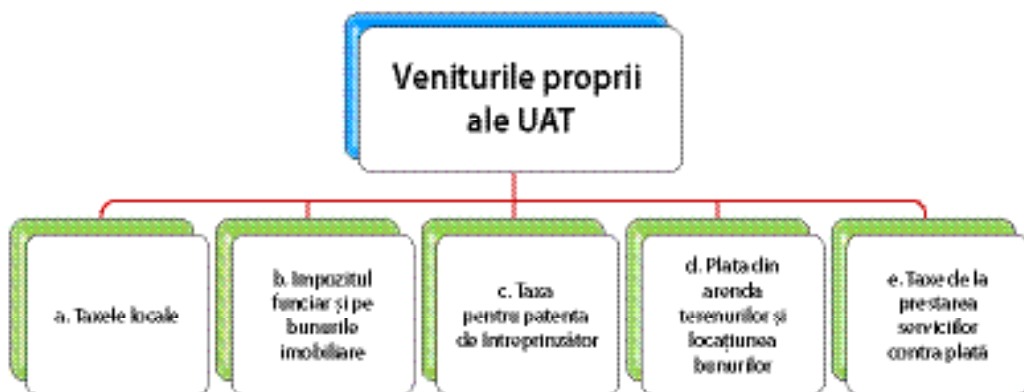 Veniturile proprii
ale UAT
a. Taxele locale
b. Impozitul
funciar și pe
bunurile
imobiliare
c. Taxa
pentru patenta
de întreprinzător
d. Plata din
arenda
terenurilor și
locațiunea
bunurilor
e. Taxe de la
prestarea
serviciilor
contra plată